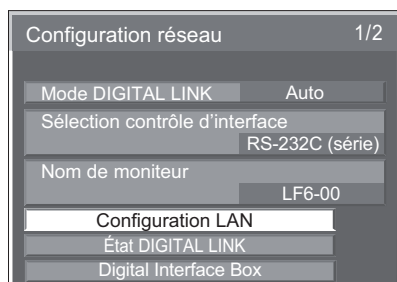 Configuration réseau 1/2
Mode DIGITAL LINK Auto
Sélection contrôle d'interface
RS-232C (série)
Nom de moniteur
LF6-00
Configuration LAN
État DIGITAL LINK
Digital Interface Box